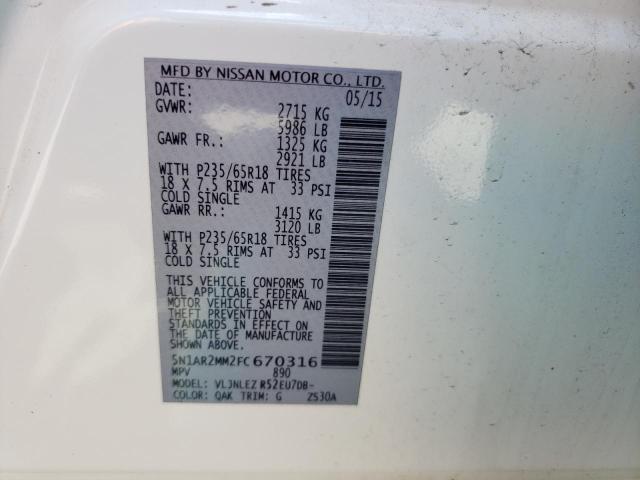 MFD BY NISSAN MOTOR CO., LTD.
DATE: 05/15
GVWR: 2715 KG
5986 LB
GAWR FR.: 1325 KG
2921 LB
WITH P235/65R18 TIRES
18 X 7.5 RIMS AT 33 PSI
COLD SINGLE
GAWR RR.: 1415 KG
3120 LB
WITH P235/65R18 TIRES
18 X 7.5 RIMS AT 33 PSI
COLD SINGLE
THIS VEHICLE CONFORMS TO
ALL APPLICABLE FEDERAL
MOTOR VEHICLE SAFETY AND
THEFT PREVENTION
STANDARDS IN EFFECT ON
THE DATE OF MANUFACTURE
SHOWN ABOVE.
5N1AR2MM2FC670316
MPV 890
MODEL: VLJNLEZ R52EU7DB-
COLOR: QAK TRIM: G ZS30A